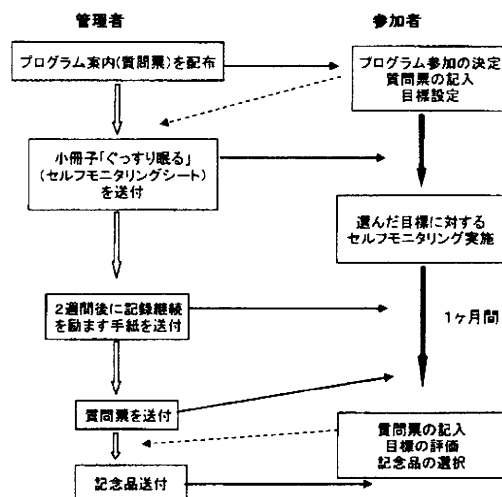 管理者
参加者
プログラム案内(質問票)を配布
プログラム参加の決定
質問票の記入
目標設定
小冊子「ぐっすり眠る」
(セルフモニタリングシート)
を送付
選んだ目標に対する
セルフモニタリング実施
2週間後に記録継続
を励ます手紙を送付
1ヶ月間
質問票を送付
質問票の記入
目標の評価
記念品の選択
記念品送付